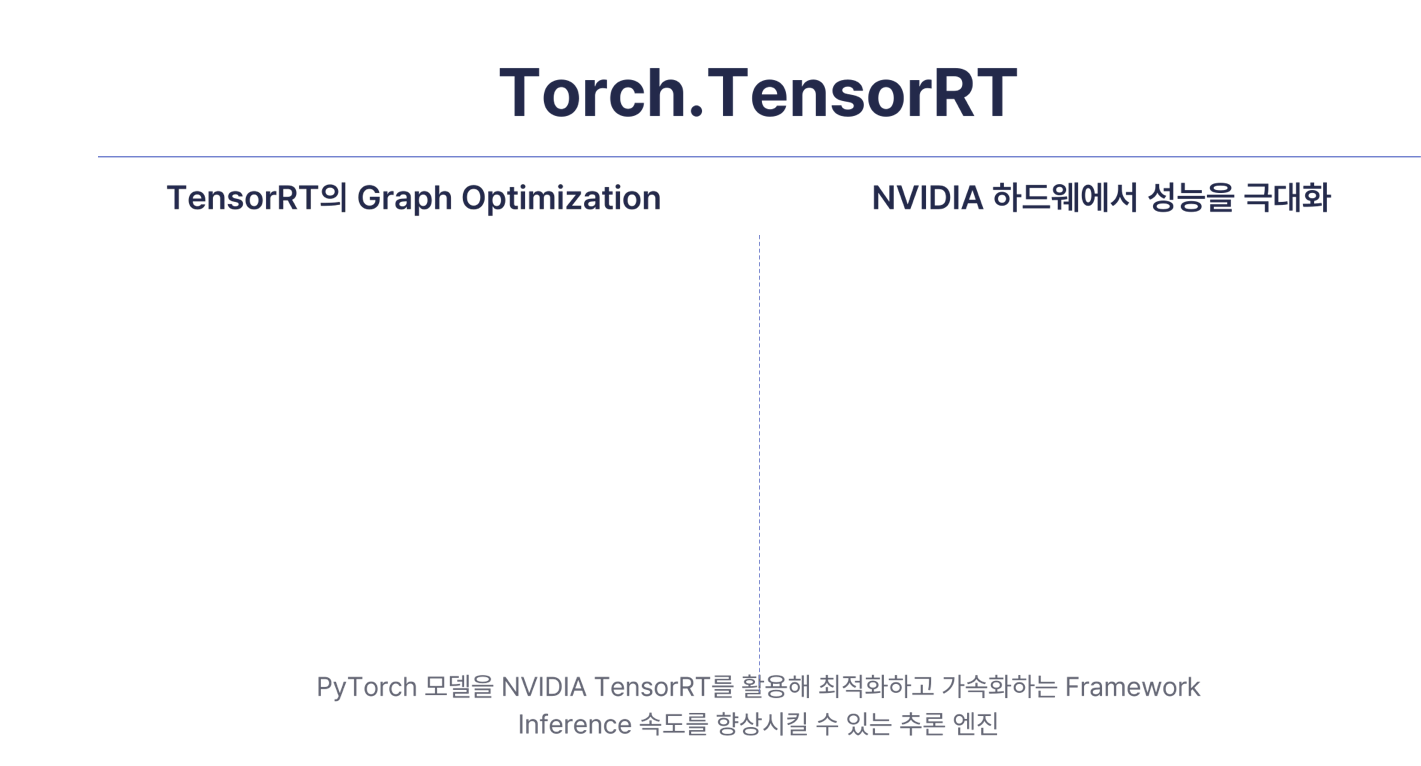 Torch.TensorRT
TensorRT의 Graph Optimization
NVIDIA 하드웨에서 성능을 극대화
PyTorch 모델을 NVIDIA TensorRT를 활용해 최적화하고 가속화하는 Framework
Inference 속도를 향상시킬 수 있는 추론 엔진